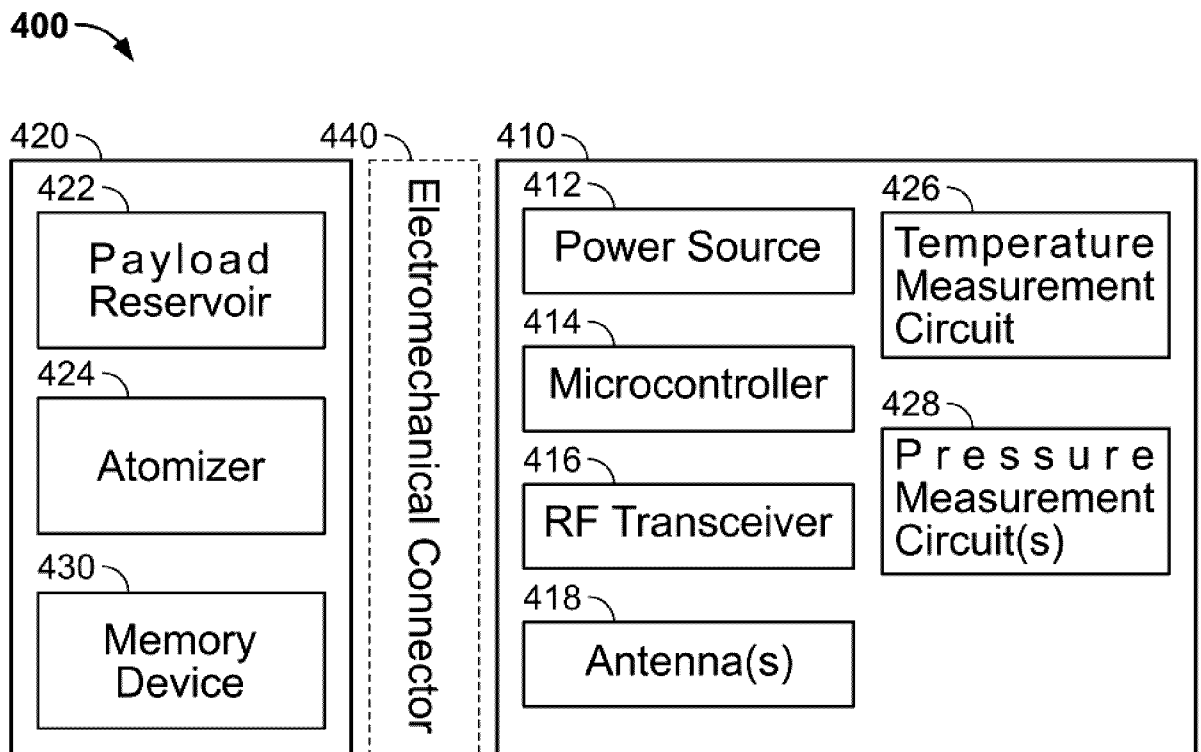 400
420
422
Payload
Reservoir
424
Atomizer
430
Memory
Device
440
Electromechanical Connector
410
412
Power Source
414
Microcontroller
416
RF Transceiver
418
Antenna(s)
426
Temperature
Measurement
Circuit
428
Pressure
Measurement
Circuit(s)